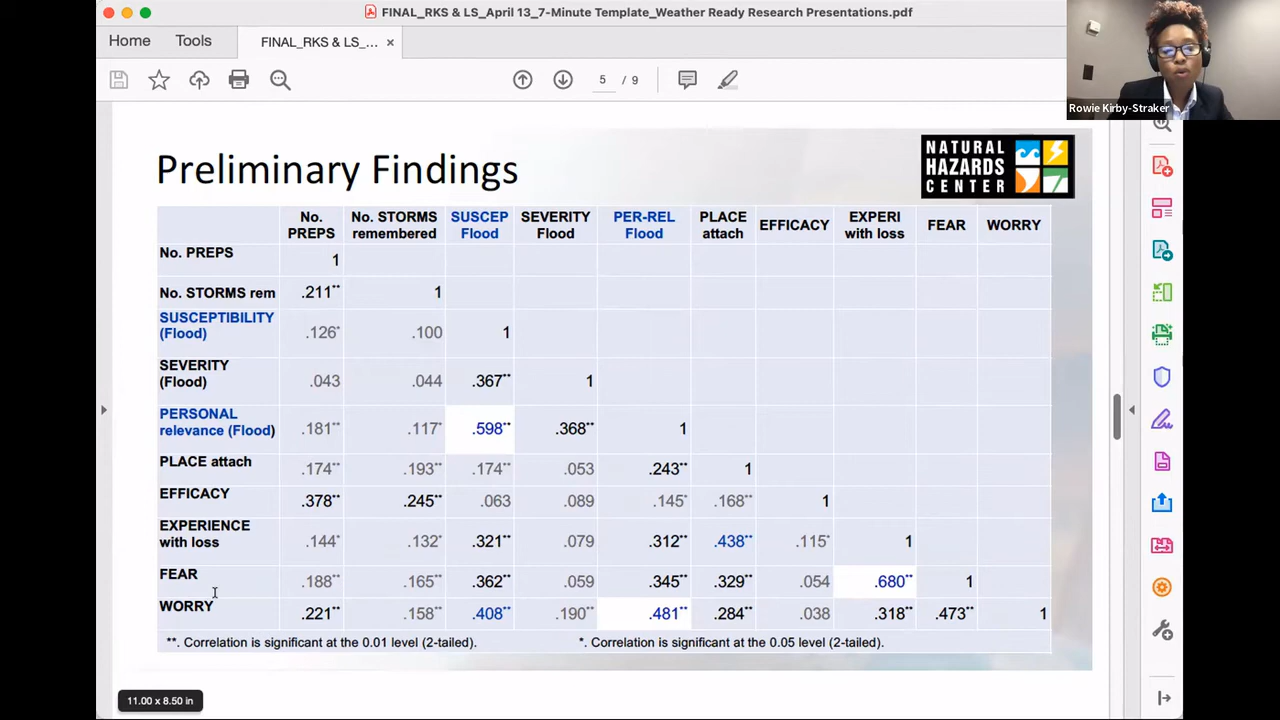 FINAL_RKS & LS_April 13_7-Minute Template_Weather Ready Research Presentations.pdf
Home Tools FINAL_RKS & LS_... ×
5 / 9
Rowie Kirby-Straker
Preliminary Findings
NATURAL
HAZARDS
CENTER
No. PREPS No. STORMS remembered SUSCEP Flood SEVERITY Flood PER-REL Flood PLACE attach EFFICACY EXPERI with loss FEAR WORRY
No. PREPS 1
No. STORMS rem .211** 1
SUSCEPTIBILITY (Flood) .126* .100 1
SEVERITY (Flood) .043 .044 .367** 1
PERSONAL relevance (Flood) .181** .117* .598** .368** 1
PLACE attach .174** .193** .174** .053 .243** 1
EFFICACY .378** .245** .063 .089 .145* .168** 1
EXPERIENCE with loss .144* .132* .321** .079 .312** .438** .115* 1
FEAR .188** .165** .362** .059 .345** .329** .054 .680** 1
WORRY .221** .158** .408** .190** .481** .284** .038 .318** .473** 1
**. Correlation is significant at the 0.01 level (2-tailed). *. Correlation is significant at the 0.05 level (2-tailed).
11.00 x 8.50 in